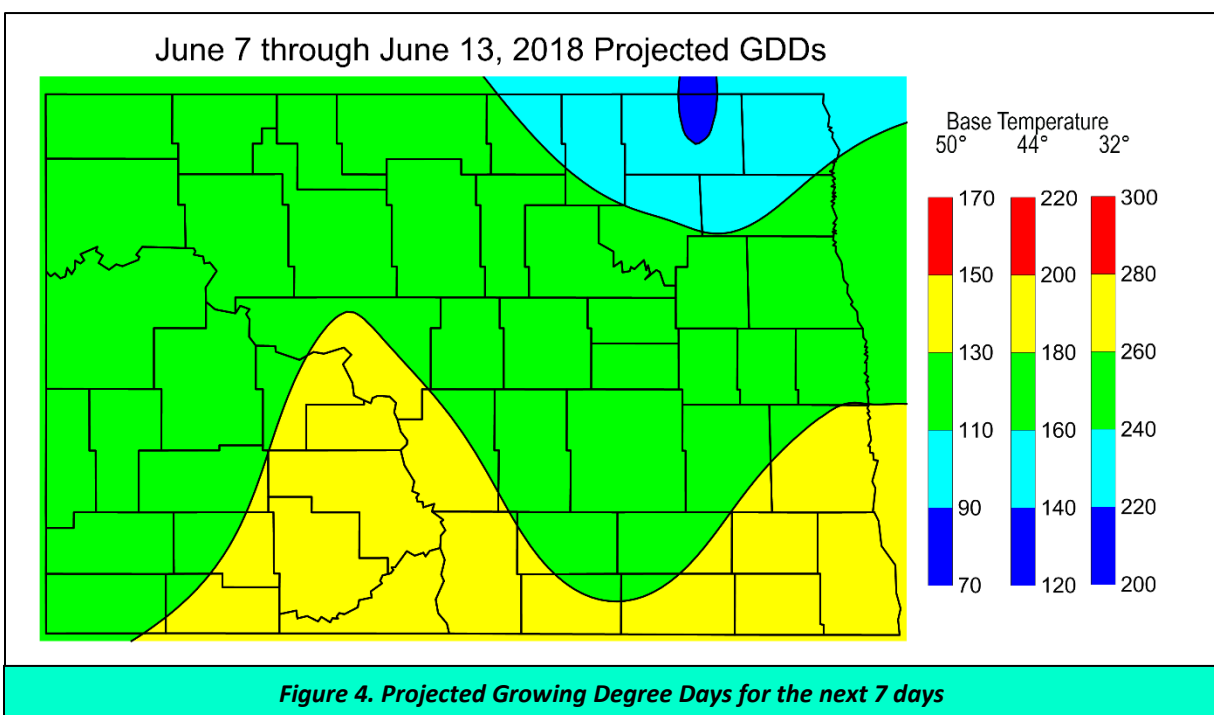 June 7 through June 13, 2018 Projected GDDs
Base Temperature
50° 44° 32°
170 220 300
150 200 280
130 180 260
110 160 240
90 140 220
70 120 200
Figure 4. Projected Growing Degree Days for the next 7 days